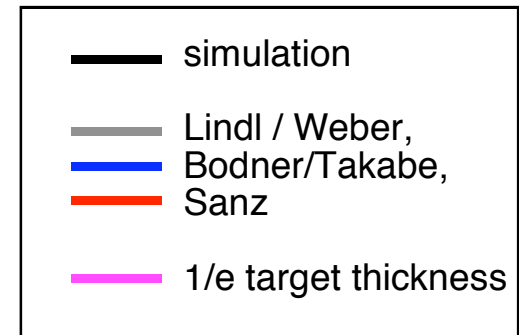 simulation
Lindl / Weber,
Bodner/Takabe,
Sanz
1/e target thickness